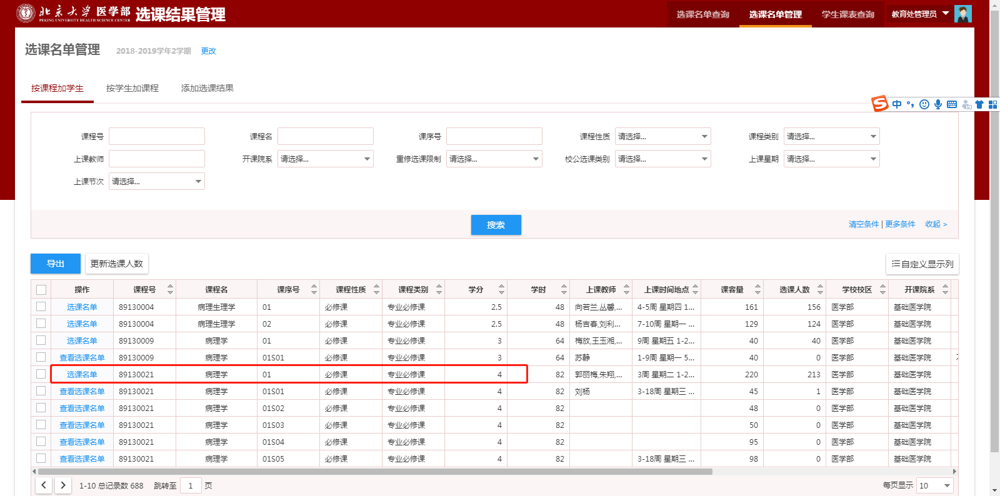 北京大学医学部 选课结果管理 选课名单查询 选课名单管理 学生课表查询 教育处管理员
PEKING UNIVERSITY HEALTH SCIENCE CENTER
选课名单管理 2018-2019学年2学期 更改
按课程加学生 按学生加课程 添加选课结果
中
课程号 课程名 课序号 课程性质 请选择... 课程类别 请选择...
上课教师 开课院系 请选择... 重修选课限制 请选择... 校公选课类别 请选择... 上课星期 请选择...
上课节次 请选择...
搜索 清空条件 | 更多条件 收起 >
导出 更新选课人数 自定义显示列
操作 课程号 课程名 课序号 课程性质 课程类别 学分 学时 上课教师 上课时间地点 课容量 选课人数 学校校区 开课院系
选课名单 89130004 病理生理学 01 必修课 专业必修课 2.5 48 向若兰,丛馨,... 4-5周 星期四 1... 161 156 医学部 基础医学院
选课名单 89130004 病理生理学 02 必修课 专业必修课 2.5 48 杨吉春,刘利... 7-10周 星期一 ... 129 124 医学部 基础医学院
选课名单 89130009 病理学 01 必修课 专业必修课 3 64 梅放,王玉湘,... 9周 星期五 1-2... 40 40 医学部 基础医学院
查看选课名单 89130009 病理学 01S01 必修课 专业必修课 3 64 苏静 1-9周 星期一 5... 40 0 医学部 基础医学院
选课名单 89130021 病理学 01 必修课 专业必修课 4 82 郭丽梅,朱翔,... 3周 星期二 1-2... 220 213 医学部 基础医学院
查看选课名单 89130021 病理学 01S01 必修课 专业必修课 4 82 刘杨 3-18周 星期三 ... 45 1 医学部 基础医学院
查看选课名单 89130021 病理学 01S02 必修课 专业必修课 4 82 48 0 医学部 基础医学院
查看选课名单 89130021 病理学 01S03 必修课 专业必修课 4 82 50 0 医学部 基础医学院
查看选课名单 89130021 病理学 01S04 必修课 专业必修课 4 82 95 0 医学部 基础医学院
查看选课名单 89130021 病理学 01S05 必修课 专业必修课 4 82 3-18周 星期三 ... 98 0 医学部 基础医学院
1-10 总记录数 688 跳转至 1 页 每页显示 10